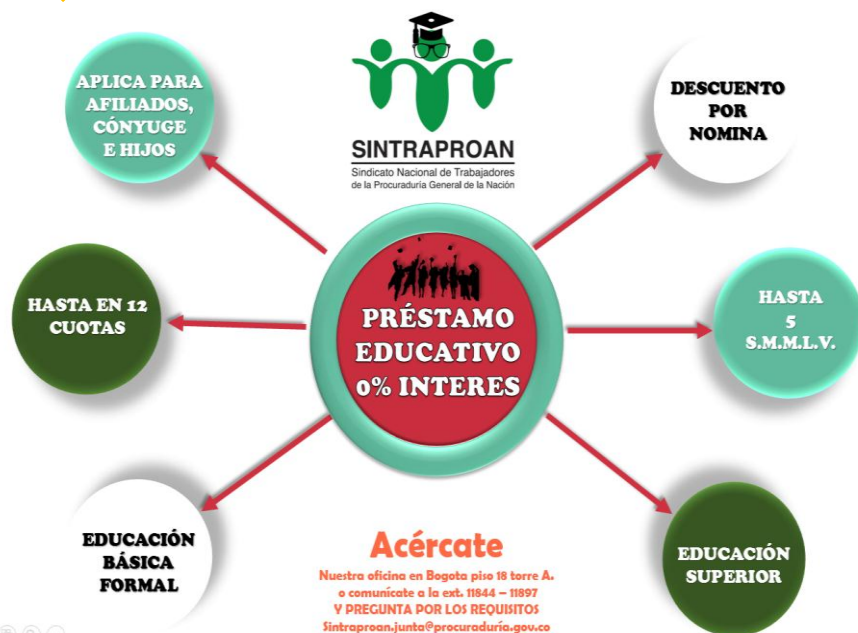 SINTRAPROAN
Sindicato Nacional de Trabajadores
de la Procuraduría General de la Nación
APLICA PARA
AFILIADOS,
CÓNYUGE
E HIJOS
DESCUENTO
POR
NOMINA
HASTA EN 12
CUOTAS
PRÉSTAMO
EDUCATIVO
0% INTERES
HASTA
5
S.M.M.L.V.
EDUCACIÓN
BÁSICA
FORMAL
EDUCACIÓN
SUPERIOR
Acércate
Nuestra oficina en Bogota piso 18 torre A.
o comunícate a la ext. 11844 – 11897
Y PREGUNTA POR LOS REQUISITOS
Sintraproan.junta@procuraduría.gov.co